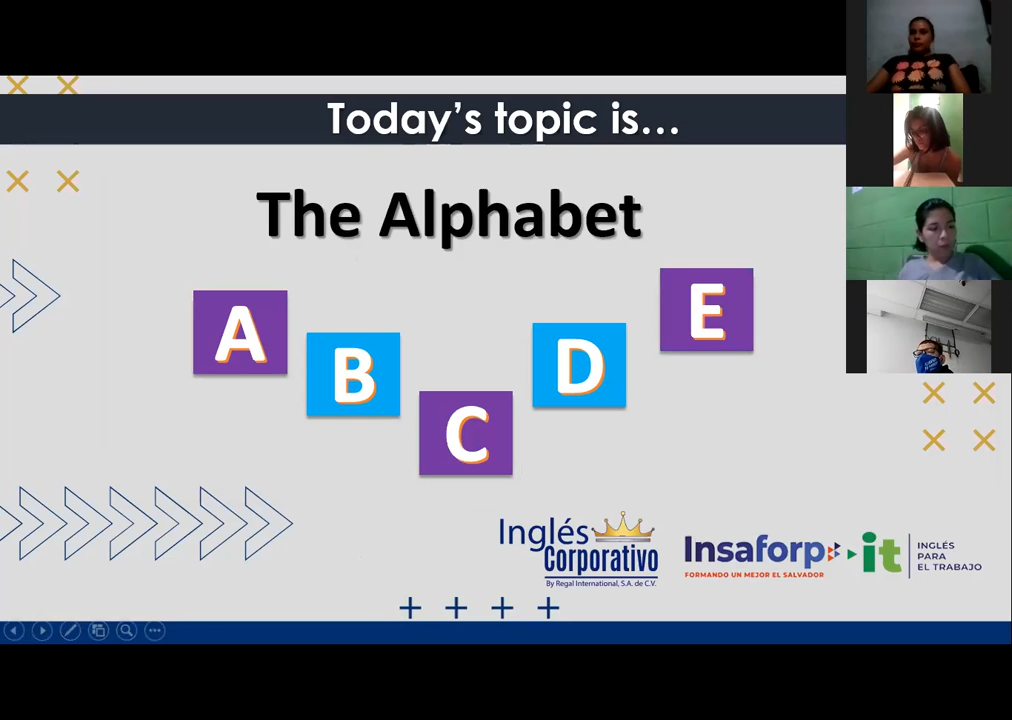 Today's topic is...
The Alphabet
A
B
C
D
E
Inglés
Corporativo
By Regal International, S.A. de C.V.
Insaforp
FORMANDO UN MEJOR EL SALVADOR
it
INGLÉS
PARA
EL TRABAJO